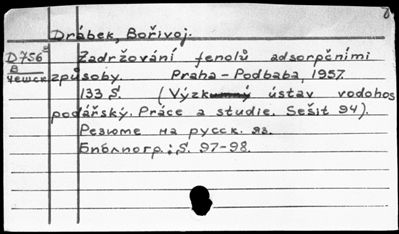 Drábek, Bořivoj.
D756
В
чешск
Zadržování fenolů adsorpčními
způsoby. Praha-Podbaba, 1957.
133 S. (Výzkumný ústav vodohos
podářský. Práce a studie. Sešit 94).
Резюме на русск. яз.
Библиогр.: S. 97-98.